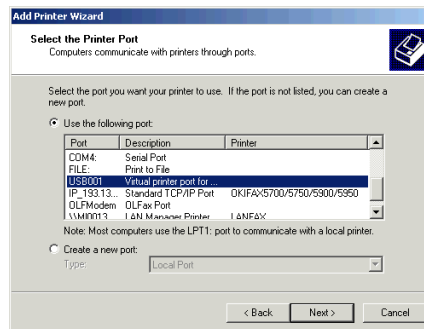 Add Printer Wizard
Select the Printer Port
Computers communicate with printers through ports.
Select the port you want your printer to use. If the port is not listed, you can create a
new port.
Use the following port:
Port Description Printer
COM4: Serial Port
FILE: Print to File
USB001 Virtual printer port for ...
IP_193.13... Standard TCP/IP Port OKIFAX5700/5750/5900/5950
OLFModem OLFax Port
\\MI0013 LAN Manager Printer LANFAX
Note: Most computers use the LPT1: port to communicate with a local printer.
Create a new port:
Type: Local Port
< Back Next > Cancel